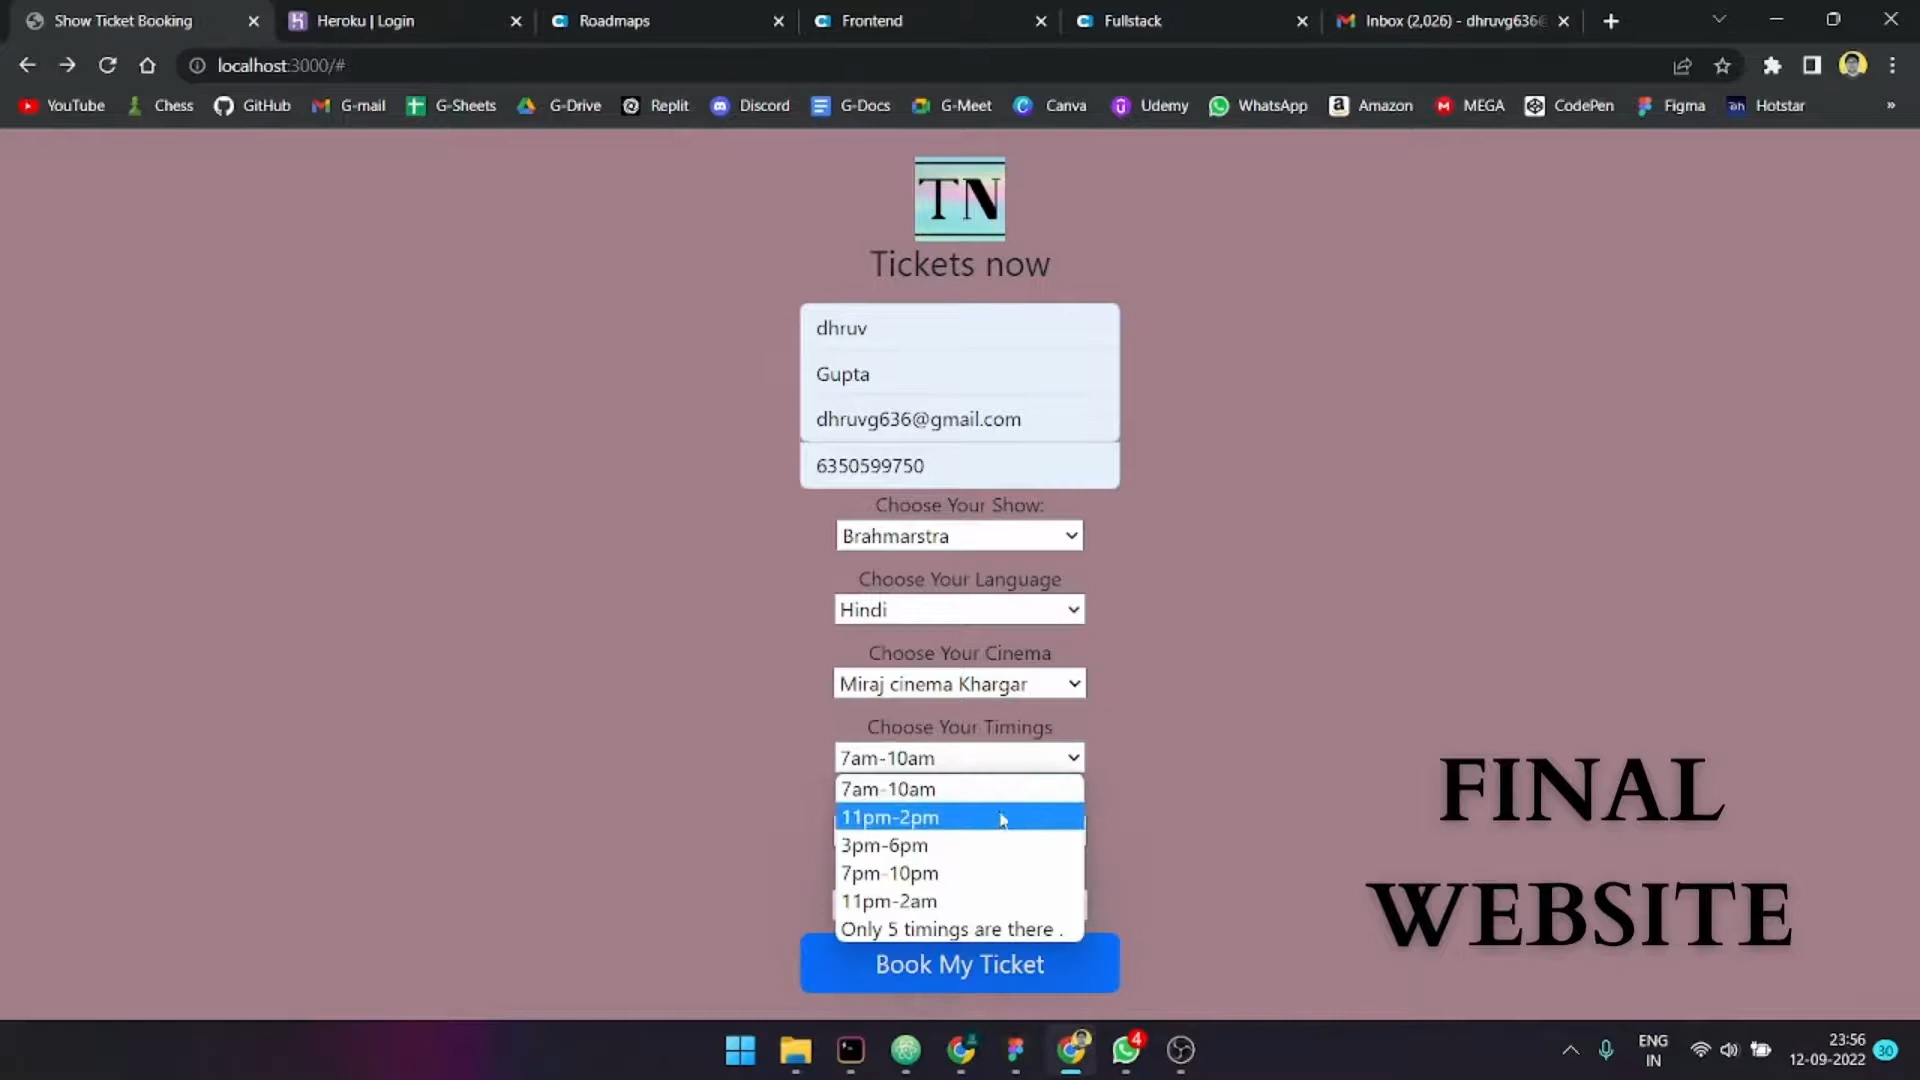 Show Ticket Booking
Heroku | Login
Roadmaps
Frontend
Fullstack
Inbox (2,026) - dhruvg636@
localhost:3000/#
YouTube
Chess
GitHub
G-mail
G-Sheets
G-Drive
Replit
Discord
G-Docs
G-Meet
Canva
Udemy
WhatsApp
Amazon
MEGA
CodePen
Figma
Hotstar
TN
Tickets now
dhruv
Gupta
dhruvg636@gmail.com
6350599750
Choose Your Show:
Brahmarstra
Choose Your Language
Hindi
Choose Your Cinema
Miraj cinema Khargar
Choose Your Timings
7am-10am
7am-10am
11pm-2pm
3pm-6pm
7pm-10pm
11pm-2am
Only 5 timings are there .
Book My Ticket
FINAL
WEBSITE
4
ENG
IN
23:56
12-09-2022
30